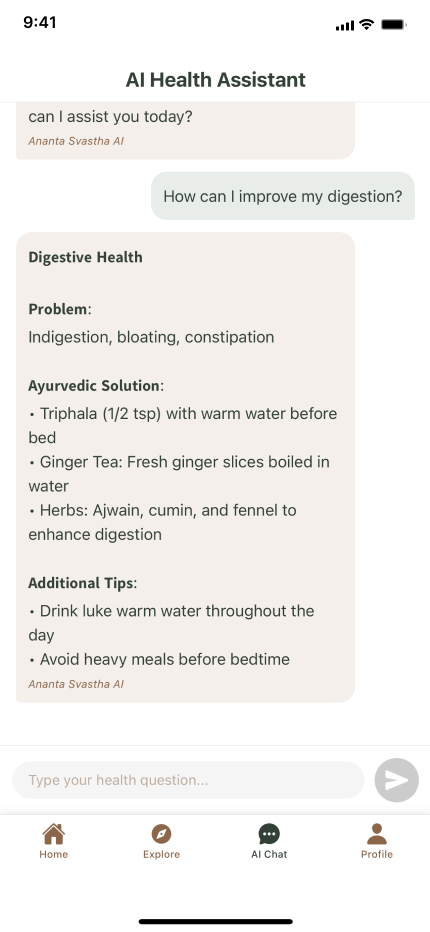 9:41
AI Health Assistant
can I assist you today?
Ananta Svastha AI
How can I improve my digestion?
Digestive Health
Problem:
Indigestion, bloating, constipation
Ayurvedic Solution:
• Triphala (1/2 tsp) with warm water before
bed
• Ginger Tea: Fresh ginger slices boiled in
water
• Herbs: Ajwain, cumin, and fennel to
enhance digestion
Additional Tips:
• Drink luke warm water throughout the
day
• Avoid heavy meals before bedtime
Ananta Svastha AI
Type your health question...
Home
Explore
AI Chat
Profile